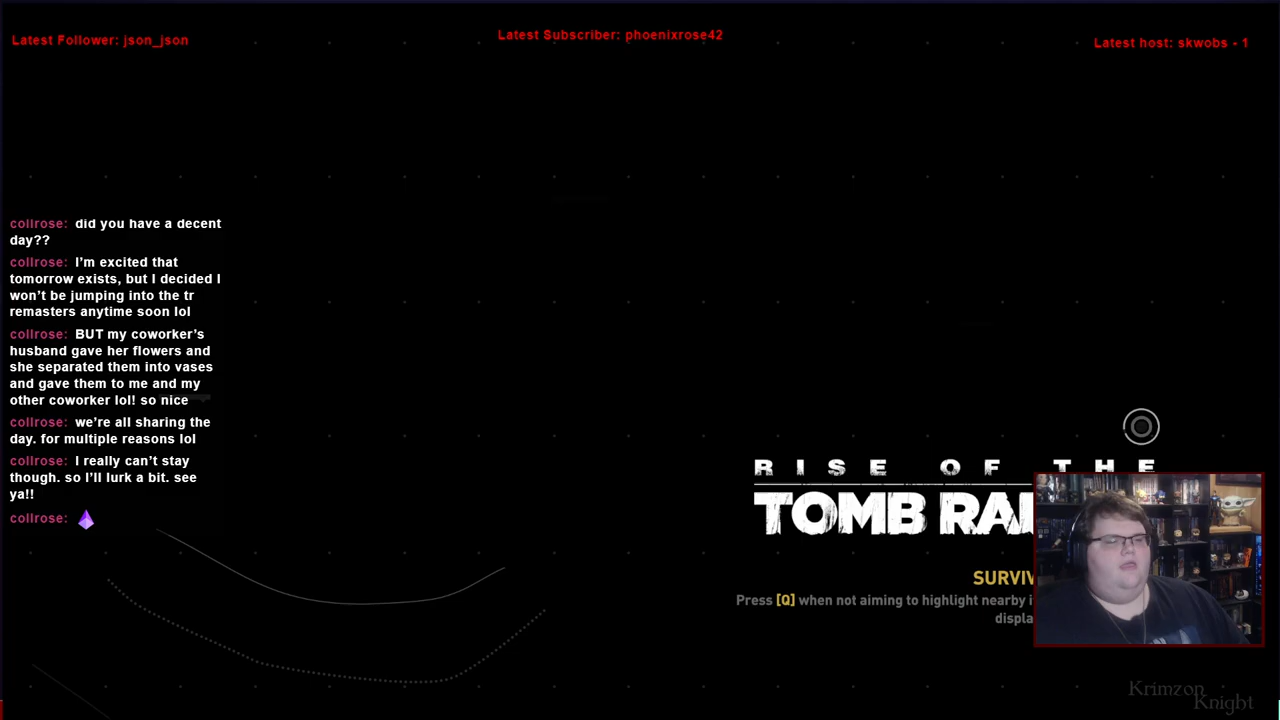 Latest Follower: json_json
Latest Subscriber: phoenixrose42
Latest host: skwobs - 1
collrose: did you have a decent
day??
collrose: I'm excited that
tomorrow exists, but I decided I
won't be jumping into the tr
remasters anytime soon lol
collrose: BUT my coworker's
husband gave her flowers and
she separated them into vases
and gave them to me and my
other coworker lol! so nice
collrose: we're all sharing the
day. for multiple reasons lol
collrose: I really can't stay
though. so I'll lurk a bit. see
ya!!
collrose:
RISE OF THE
TOMB RAI
SURVIV
Press [Q] when not aiming to highlight nearby i
displa
Krimzon
Knight